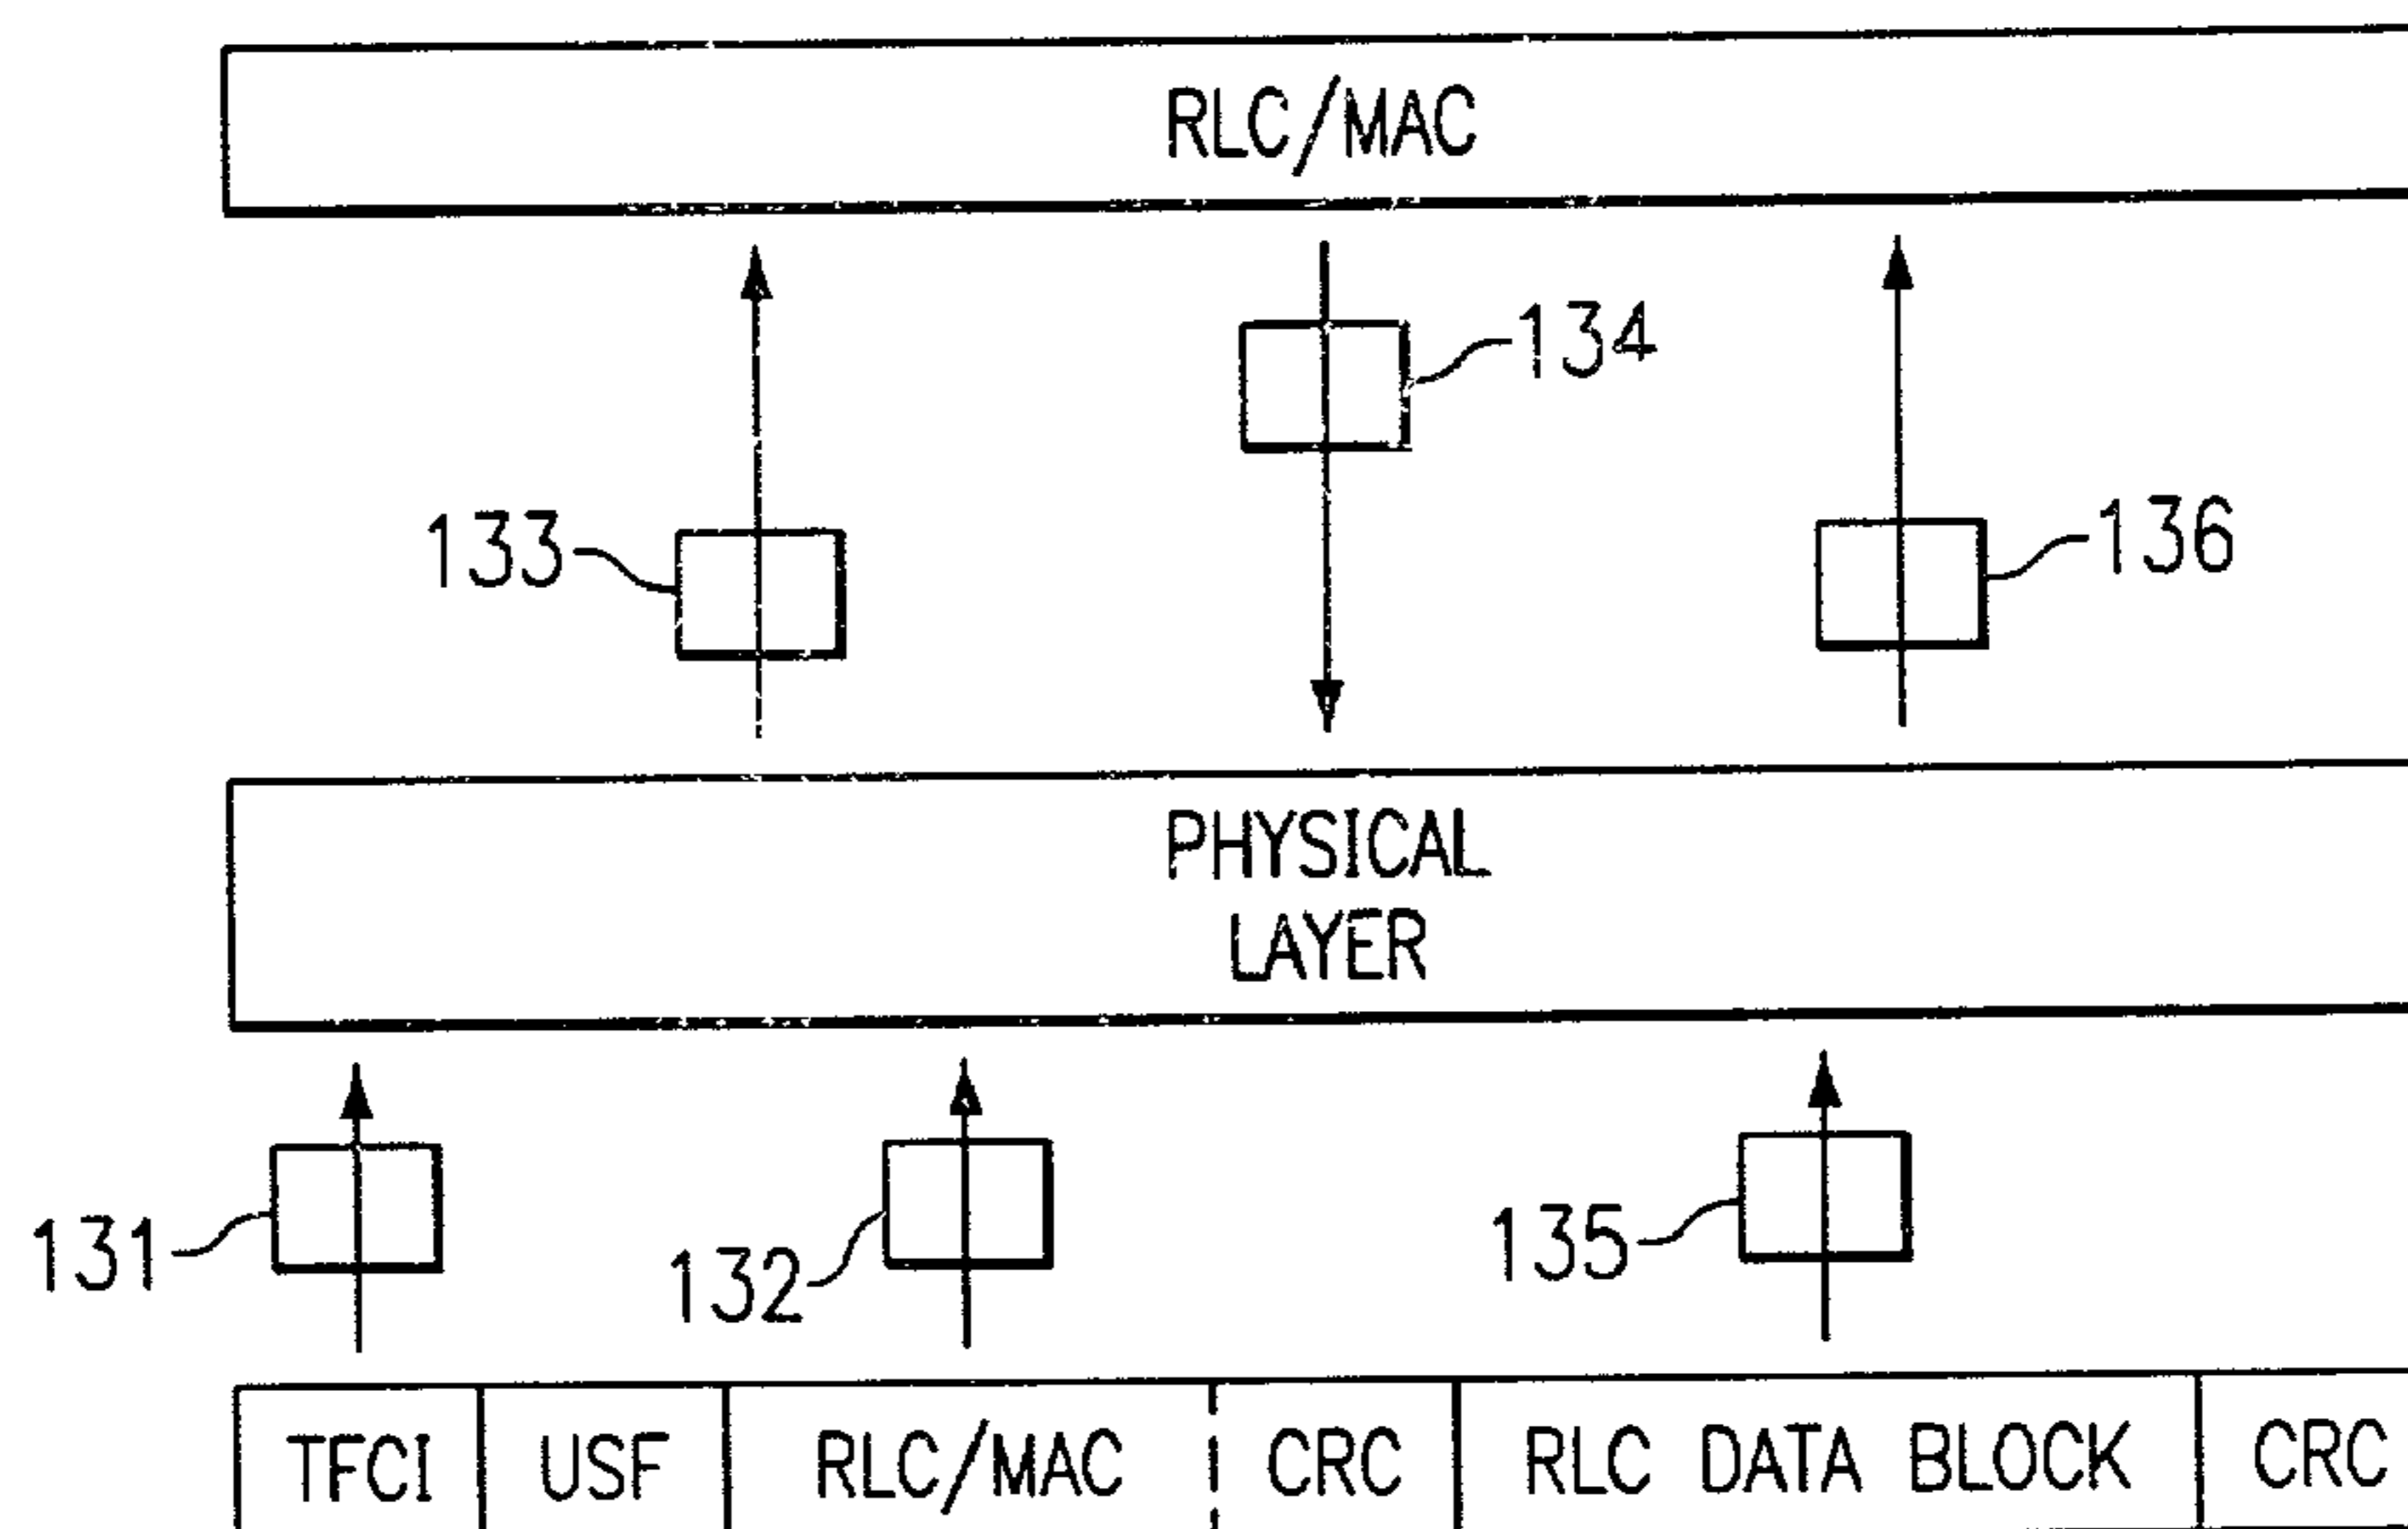 RLC/MAC
134
133
136
PHYSICAL
LAYER
131
132
135
TFCI USF RLC/MAC CRC RLC DATA BLOCK CRC